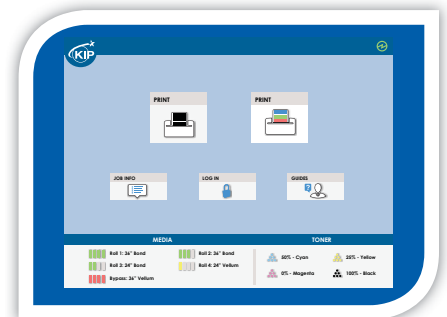 KIP
PRINT
PRINT
JOB INFO
LOG IN
GUIDES
?
MEDIA
TONER
Roll 1: 36" Bond
Roll 2: 36" Bond
Roll 3: 24" Bond
Roll 4: 24" Vellum
Bypass: 36" Vellum
50% - Cyan
25% - Yellow
0% - Magenta
100% - Black